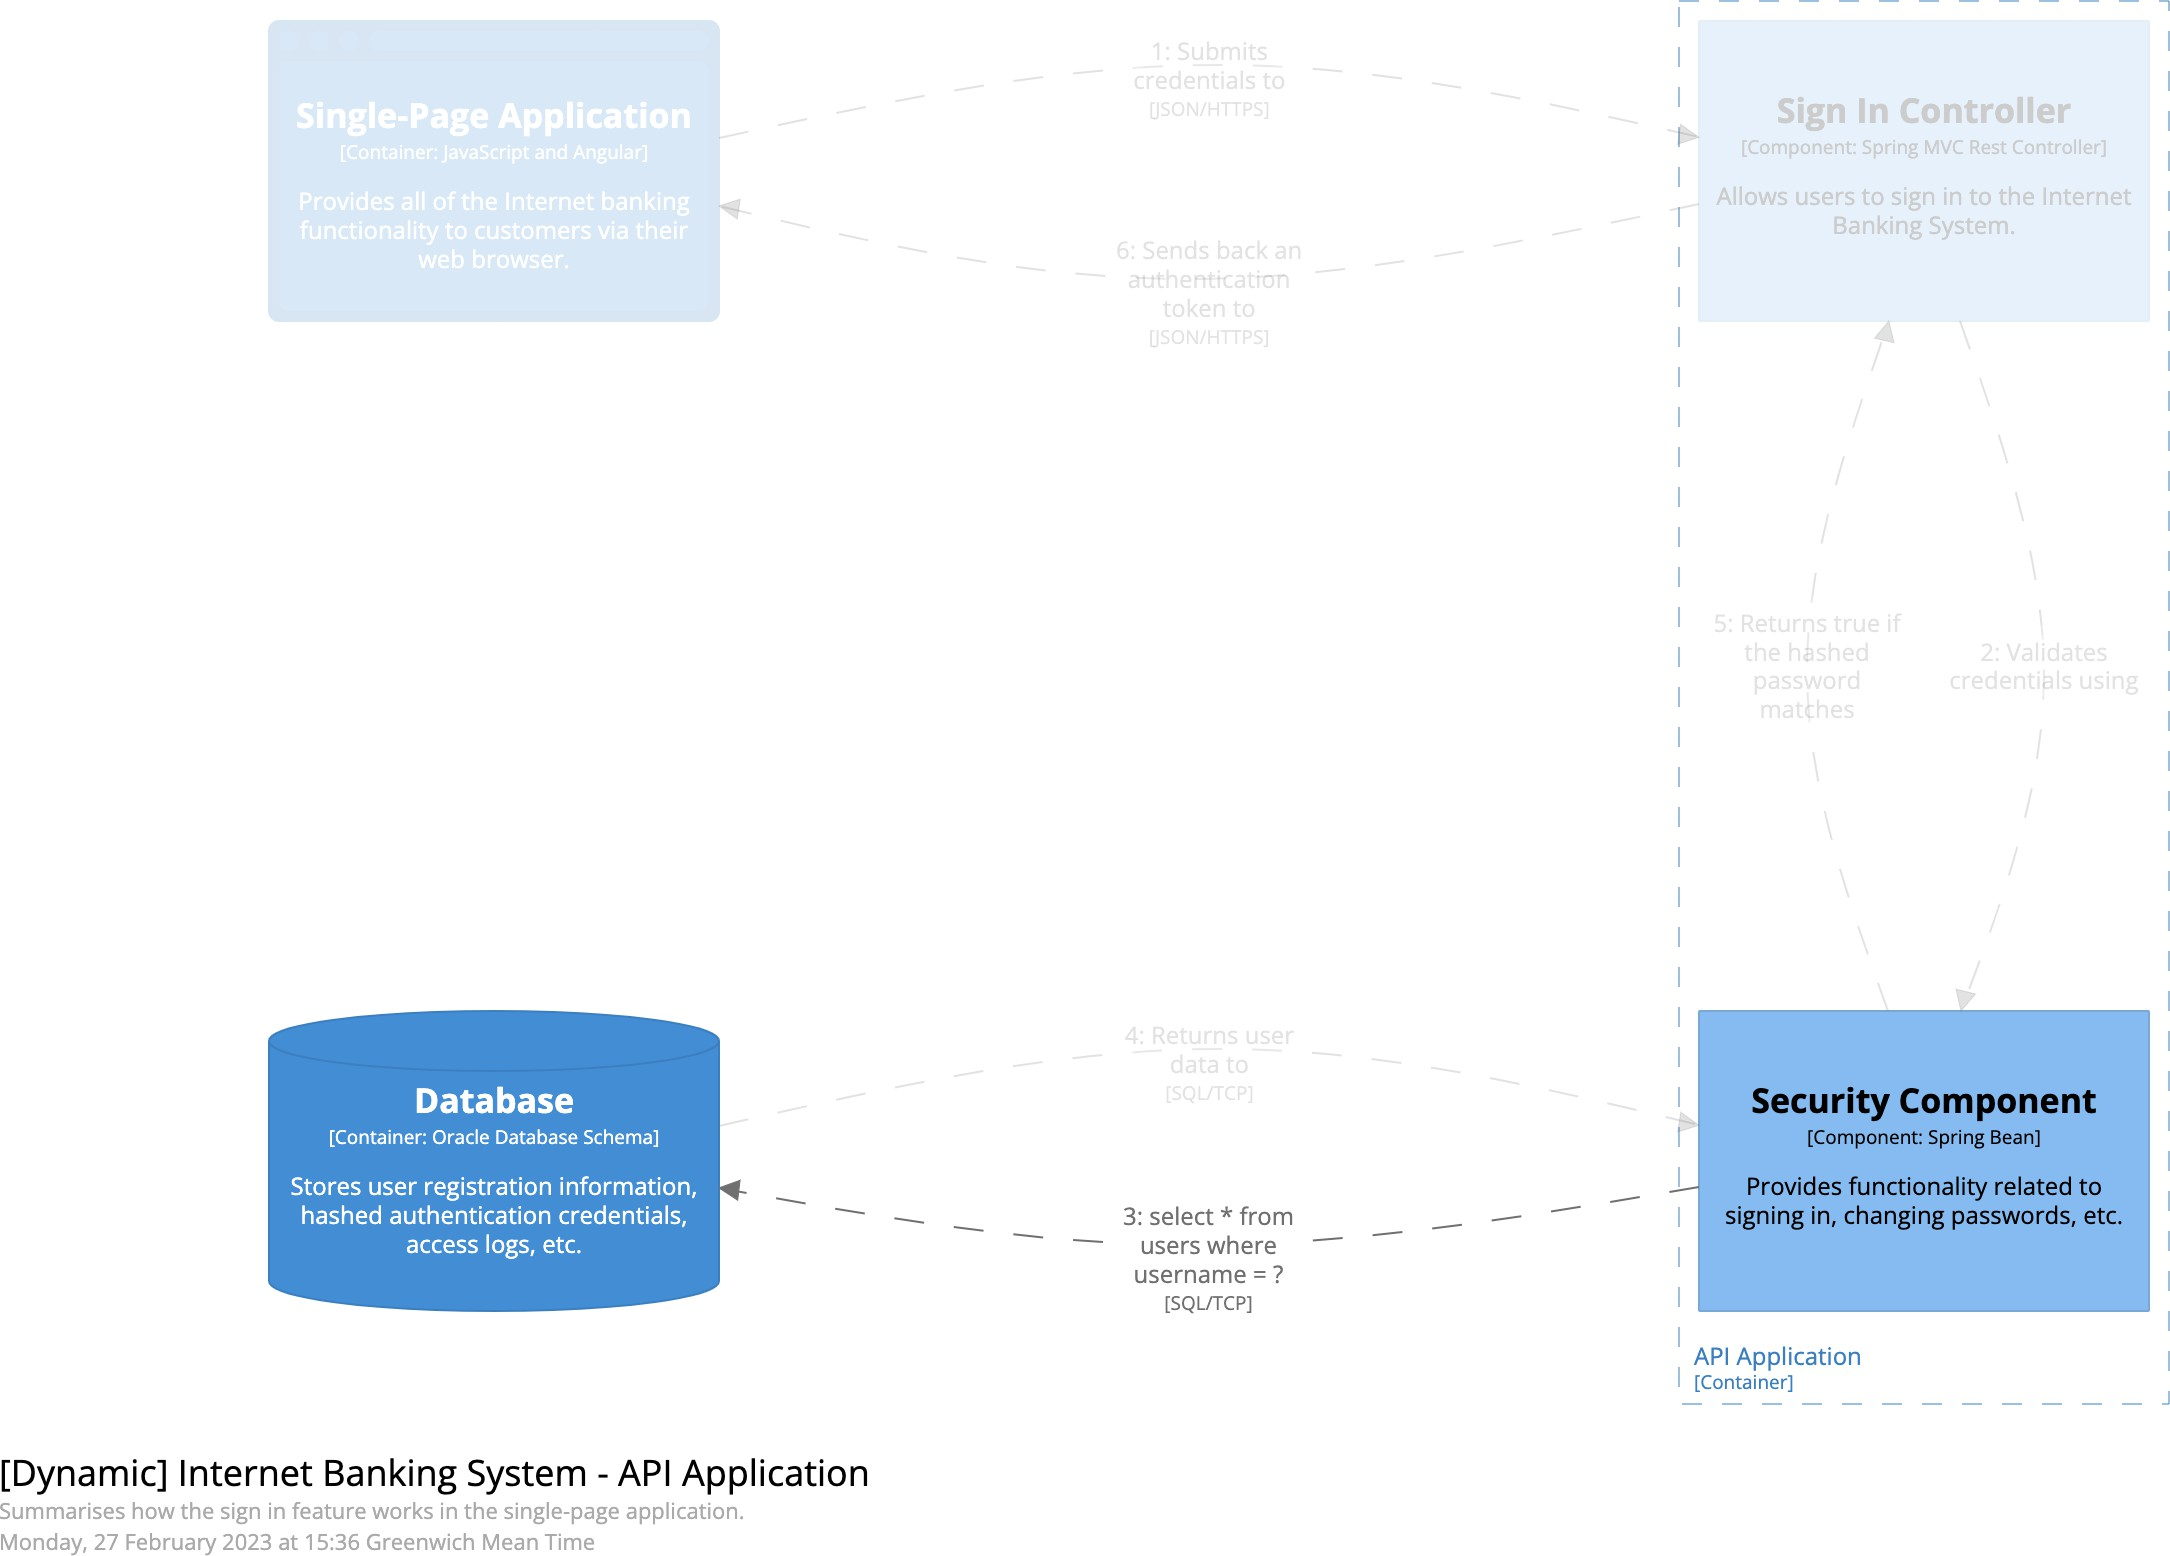 Single-Page Application
[Container: JavaScript and Angular]
Provides all of the Internet banking
functionality to customers via their
web browser.
1: Submits
credentials to
[JSON/HTTPS]
6: Sends back an
authentication
token to
[JSON/HTTPS]
Sign In Controller
[Component: Spring MVC Rest Controller]
Allows users to sign in to the Internet
Banking System.
5: Returns true if
the hashed
password
matches
2: Validates
credentials using
Database
[Container: Oracle Database Schema]
Stores user registration information,
hashed authentication credentials,
access logs, etc.
4: Returns user
data to
[SQL/TCP]
3: select * from
users where
username = ?
[SQL/TCP]
Security Component
[Component: Spring Bean]
Provides functionality related to
signing in, changing passwords, etc.
API Application
[Container]
[Dynamic] Internet Banking System - API Application
Summarises how the sign in feature works in the single-page application.
Monday, 27 February 2023 at 15:36 Greenwich Mean Time